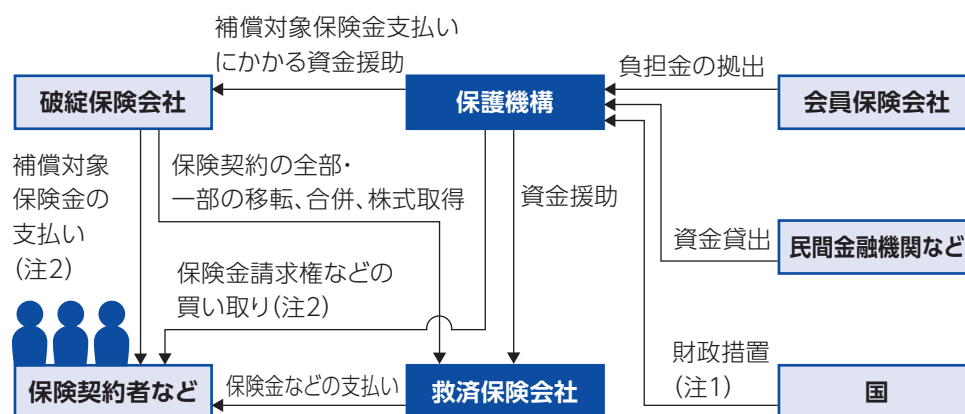 補償対象保険金支払い
にかかる資金援助
負担金の拠出
破綻保険会社
保護機構
会員保険会社
補償対象
保険金の
支払い
(注2)
保険契約の全部・
一部の移転、合併、株式取得
資金援助
資金貸出
民間金融機関など
保険金請求権などの
買い取り(注2)
財政措置
(注1)
保険契約者など
保険金などの支払い
救済保険会社
国